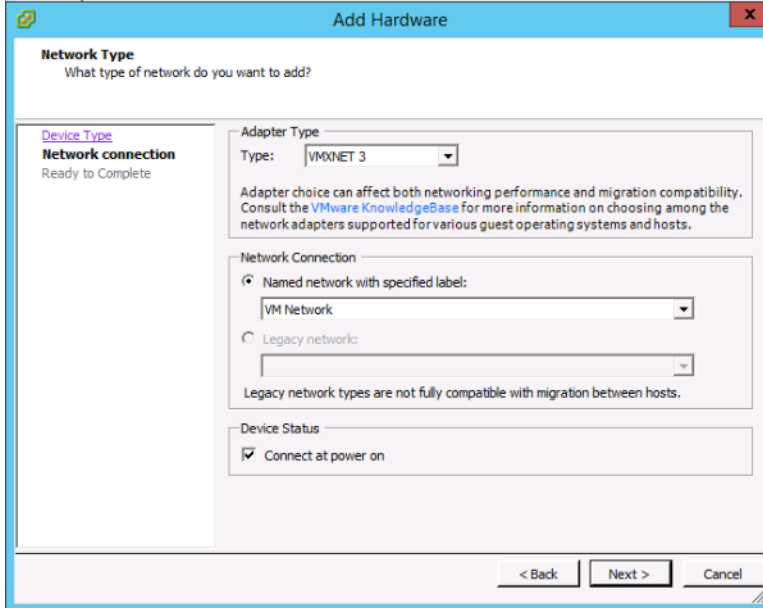 Add Hardware
x
Network Type
What type of network do you want to add?
Device Type
Network connection
Ready to Complete
Adapter Type
Type: VMXNET 3
Adapter choice can affect both networking performance and migration compatibility.
Consult the VMware KnowledgeBase for more information on choosing among the
network adapters supported for various guest operating systems and hosts.
Network Connection
Named network with specified label:
VM Network
Legacy network:
Legacy network types are not fully compatible with migration between hosts.
Device Status
Connect at power on
< Back Next > Cancel